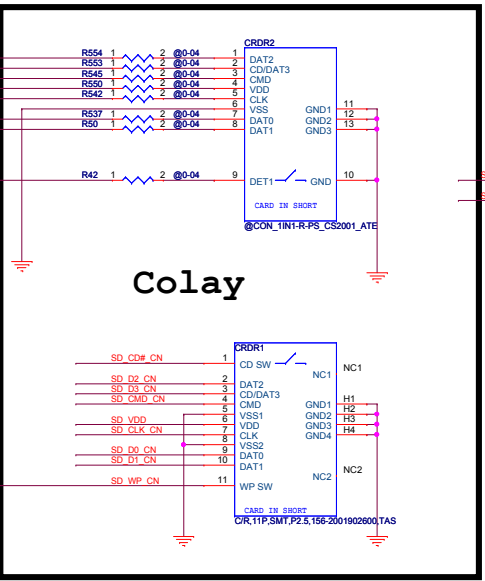 CRDR2
R554 1 2 @0-04 1 DAT2
R553 1 2 @0-04 2 CD/DAT3
R545 1 2 @0-04 3 CMD
R550 1 2 @0-04 4 VDD
R542 1 2 @0-04 5 CLK
6 VSS GND1 11
R537 1 2 @0-04 7 DAT0 GND2 12
R50 1 2 @0-04 8 DAT1 GND3 13
R42 1 2 @0-04 9 DET1 GND 10
CARD IN SHORT
@CON_1IN1-R-PS_CS2001_ATE
Colay
CRDR1
SD_CD#_CN 1 CD SW
NC1 NC1
SD_D2_CN 2 DAT2
SD_D3_CN 3 CD/DAT3
SD_CMD_CN 4 CMD GND1 H1
5 VSS1 GND2 H2
SD_VDD 6 VDD GND3 H3
SD_CLK_CN 7 CLK GND4 H4
8 VSS2
SD_D0_CN 9 DAT0
SD_D1_CN 10 DAT1
NC2 NC2
SD_WP_CN 11 WP SW
CARD IN SHORT
C/R,11P,SMT,P2.5,156-2001902600,TAS